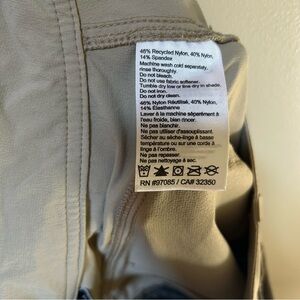 46% Recycled Nylon, 40% Nylon,
14% Spandex
Machine wash cold separately,
rinse thoroughly.
Do not bleach.
Do not use fabric softener.
Tumble dry low or line dry in shade.
Do not iron.
Do not dry clean.
46% Nylon Réutilisé, 40% Nylon,
14% Élasthanne
Laver à la machine séparément à
l'eau froide, bien rincer.
Ne pas blanchir.
Ne pas utiliser d'assouplissant.
Sécher au sèche-linge à basse
température ou sur une corde à
linge à l'ombre.
Ne pas repasser.
Ne pas nettoyer à sec.
RN #97085 / CA# 32350